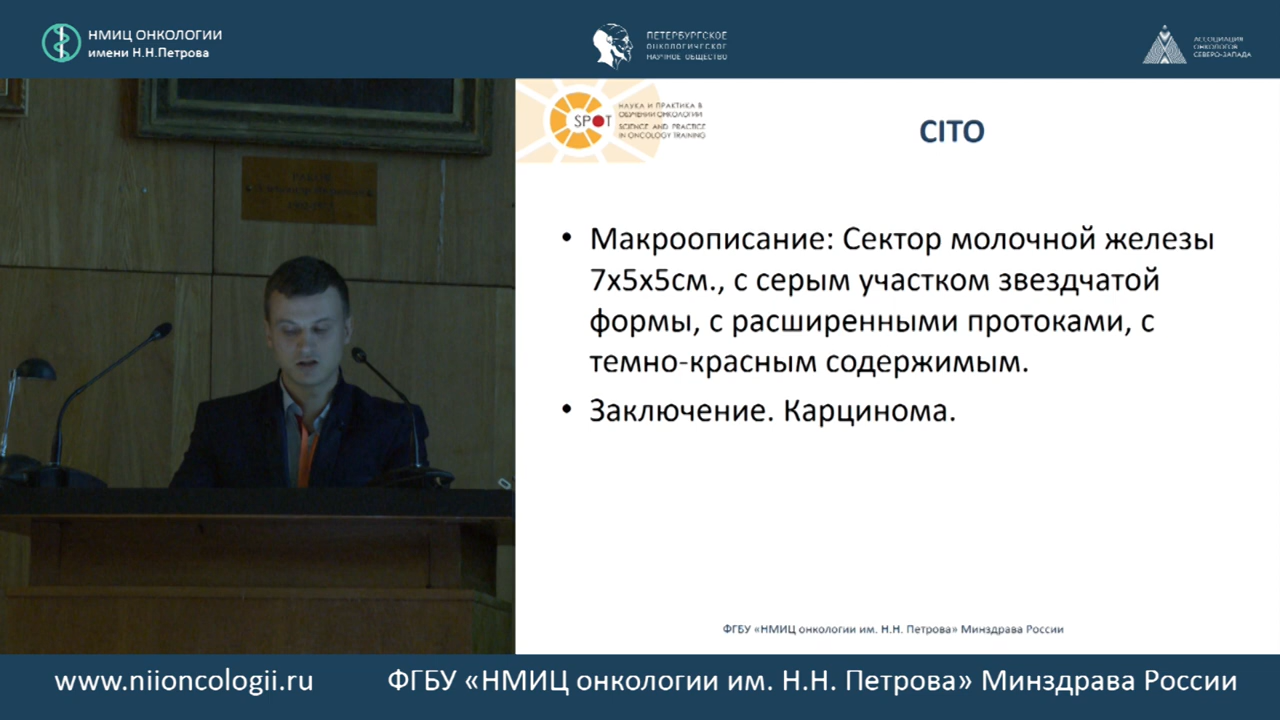 НМИЦ ОНКОЛОГИИ
имени Н.Н.Петрова
ПЕТЕРБУРГСКОЕ
ОНКОЛОГИЧЕСКОЕ
НАУЧНОЕ ОБЩЕСТВО
АССОЦИАЦИЯ
ОНКОЛОГОВ
СЕВЕРО-ЗАПАДА
SPOT
НАУКА И ПРАКТИКА В
ОБУЧЕНИИ ОНКОЛОГИИ
SCIENCE AND PRACTICE
IN ONCOLOGY TRAINING
CITO
• Макроописание: Сектор молочной железы
7х5х5см., с серым участком звездчатой
формы, с расширенными протоками, с
темно-красным содержимым.
• Заключение. Карцинома.
ФГБУ «НМИЦ онкологии им. Н.Н. Петрова» Минздрава России
www.niioncologii.ru
ФГБУ «НМИЦ онкологии им. Н.Н. Петрова» Минздрава России